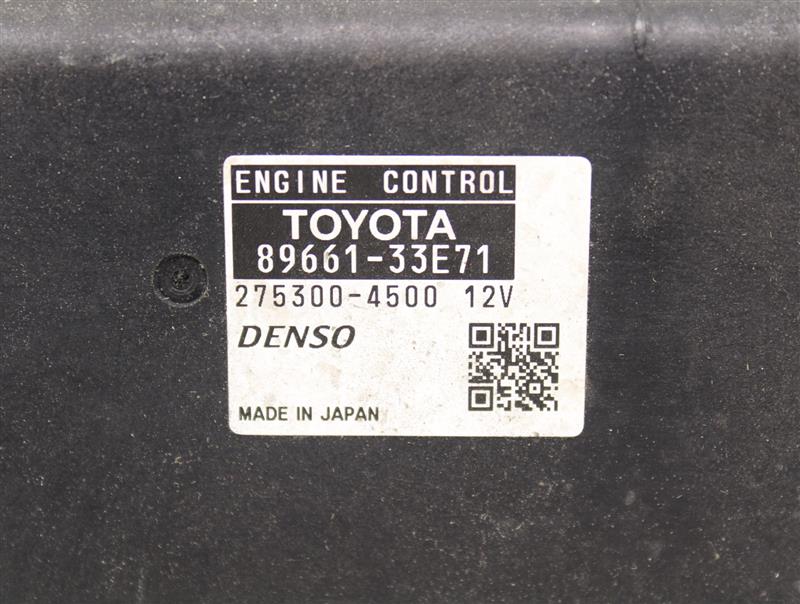 ENGINE CONTROL
TOYOTA
89661-33E71
275300-4500 12V
DENSO
MADE IN JAPAN